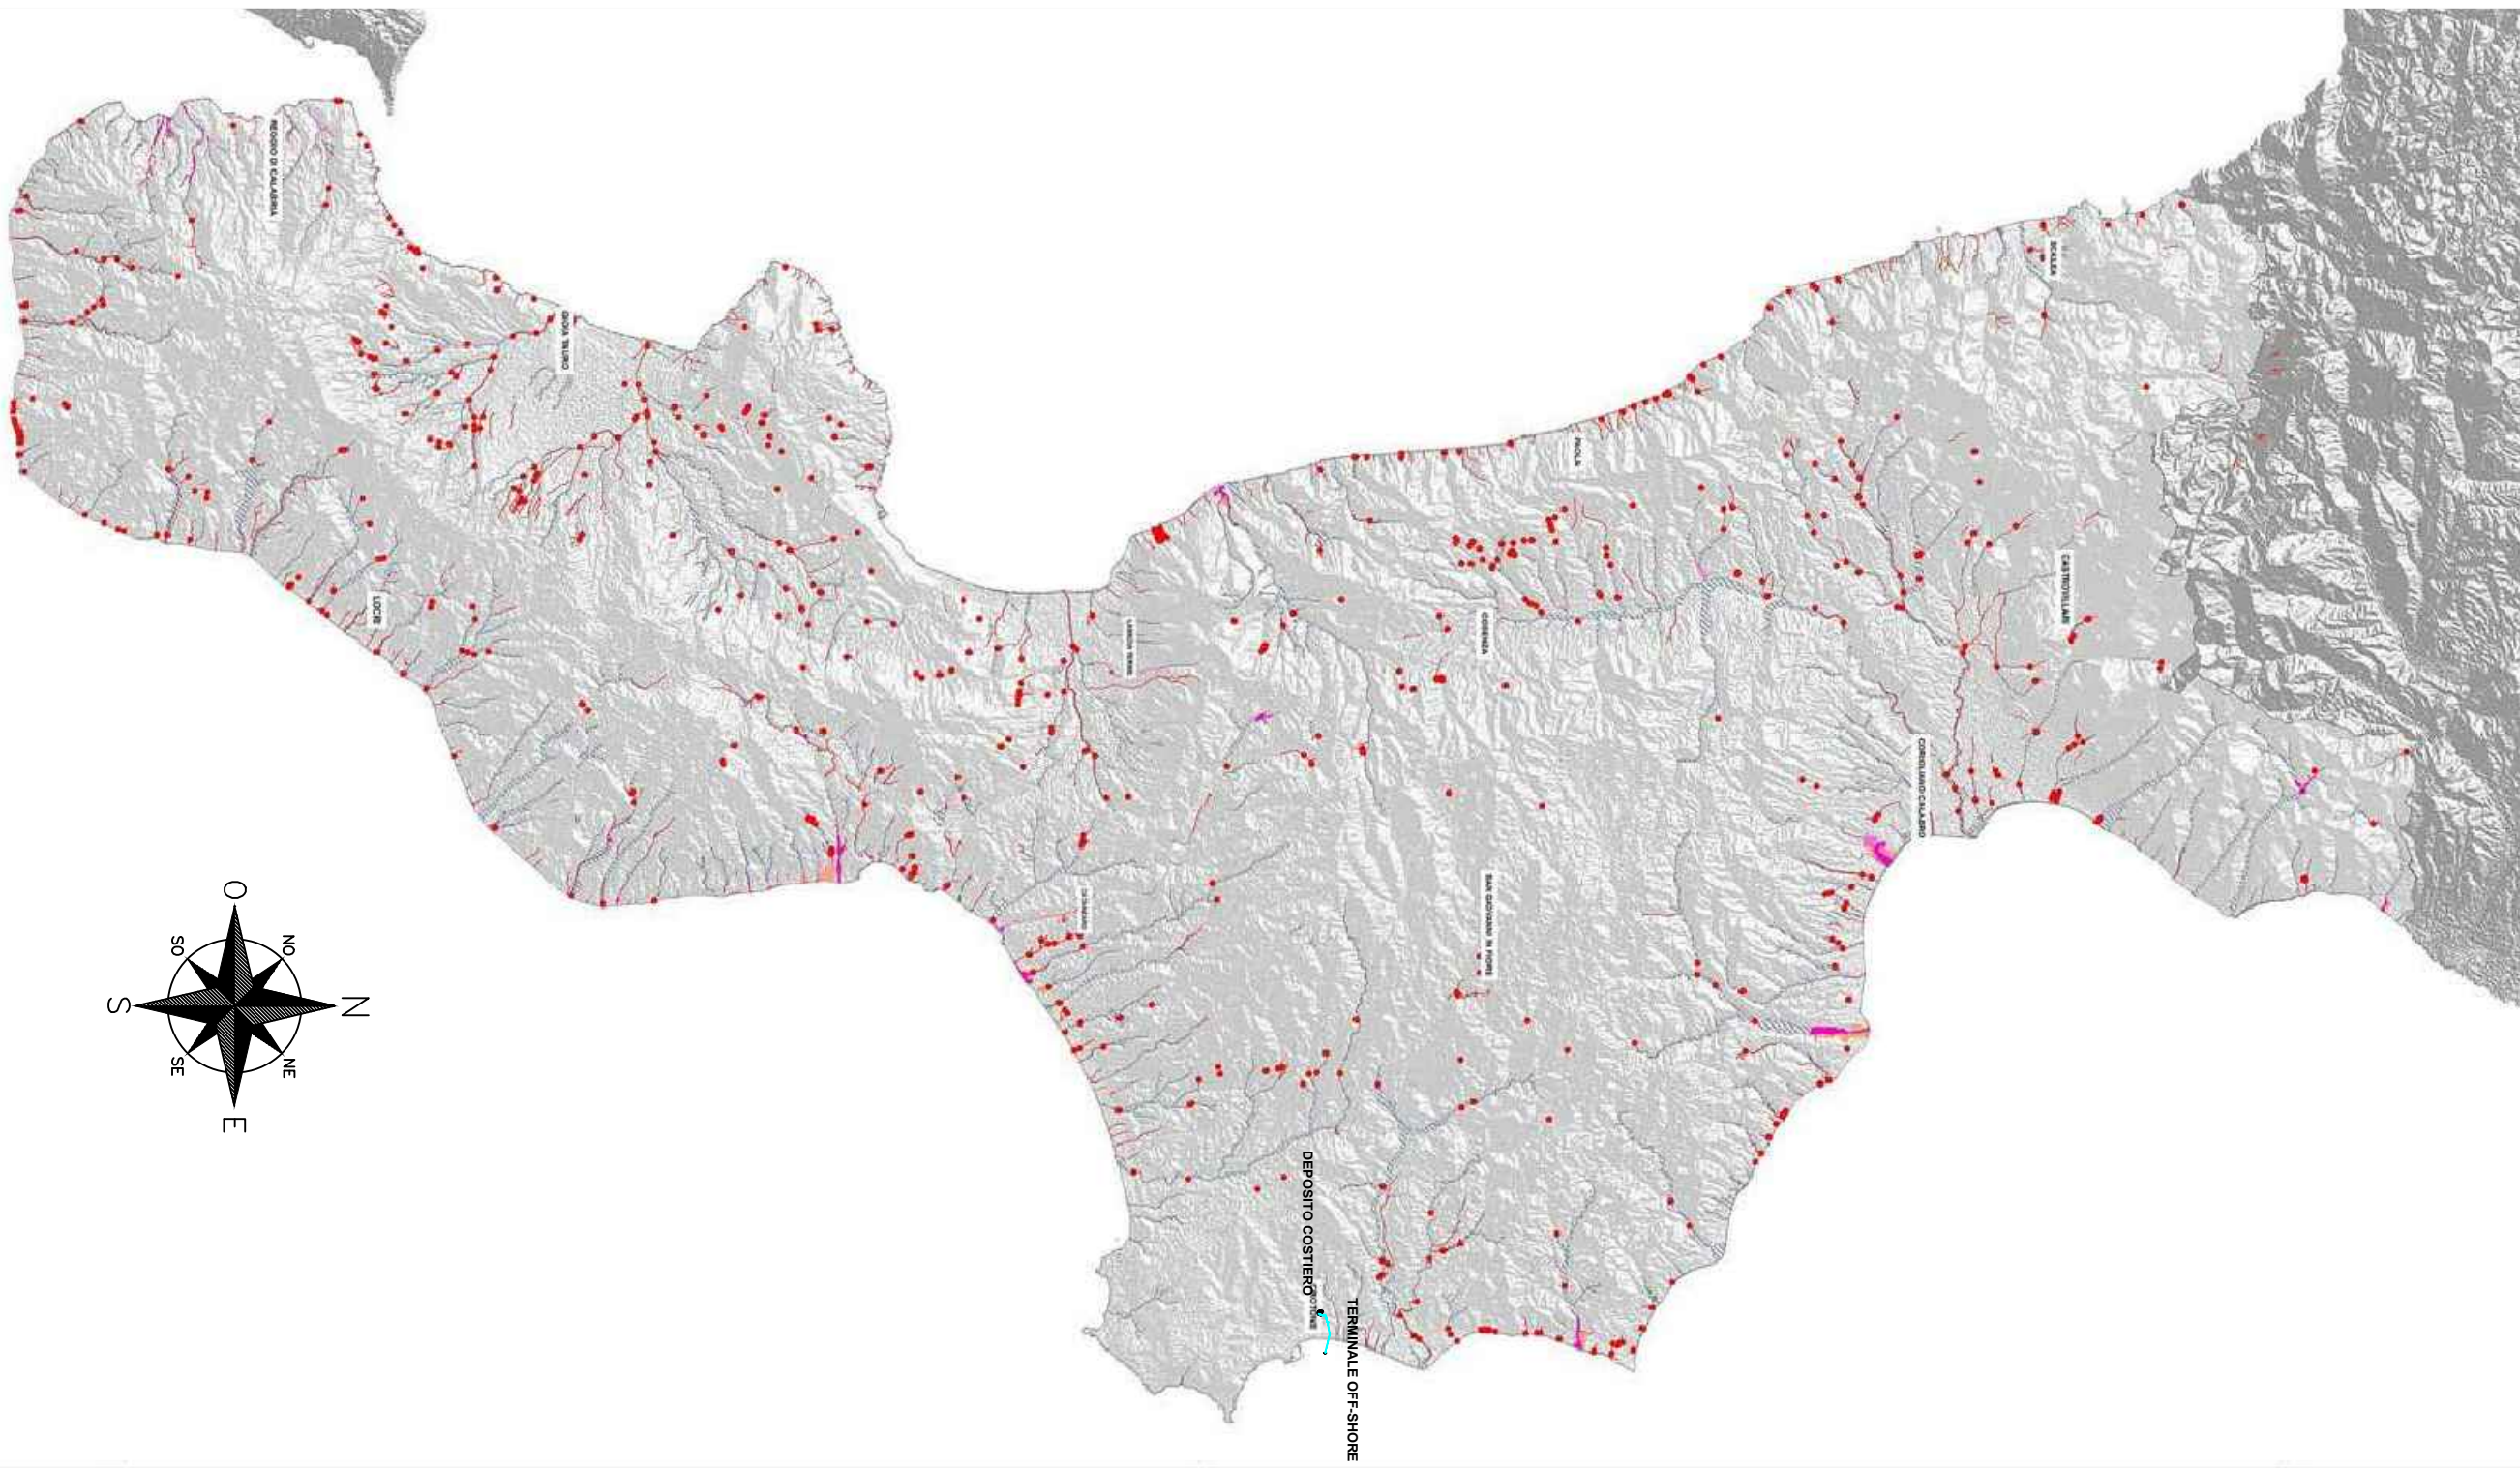 REGGIO DI CALABRIA
GIOIA TAURO
LOCRI
LAMEZIA TERME
CATANZARO
PAOLA
COSENZA
SAN GIOVANNI IN FIORE
SCALEA
CASTROVILLARI
CORIGLIANO CALABRO
CROTONE
DEPOSITO COSTIERO
TERMINALE OFF-SHORE
N
NE
E
SE
S
SO
O
NO